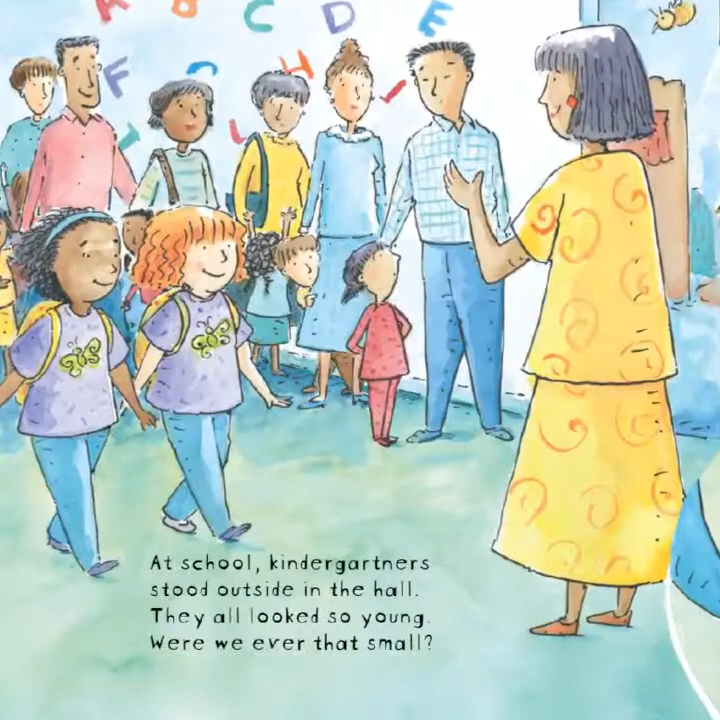 B C D E
F H
At school, kindergartners
stood outside in the hall.
They all looked so young.
Were we ever that small?